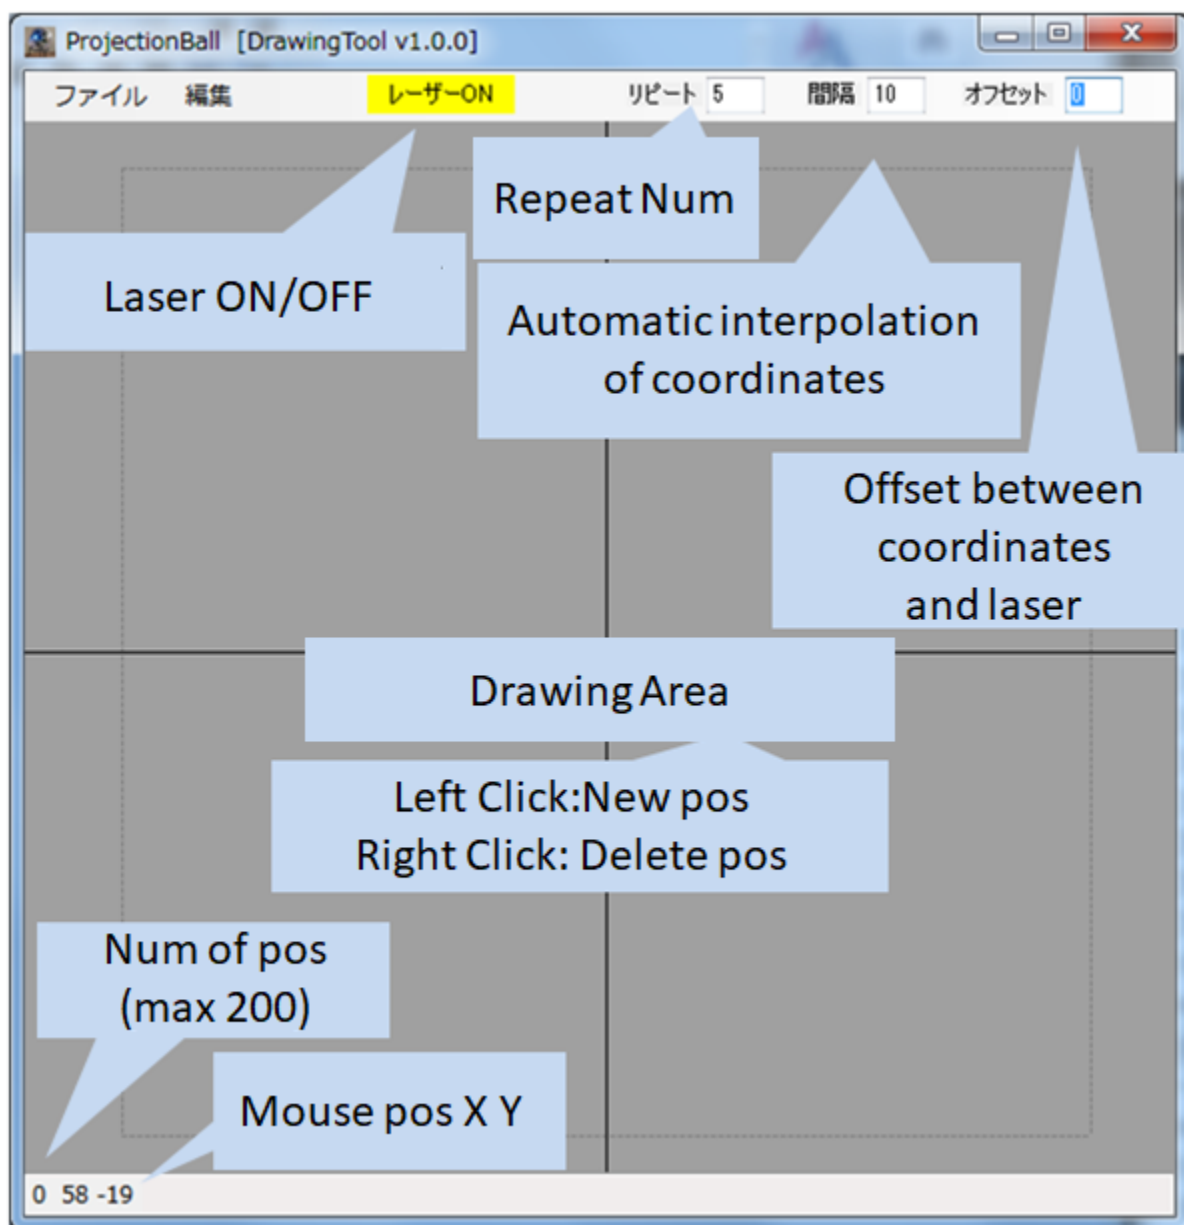 ProjectionBall [DrawingTool v1.0.0]
ファイル 編集 レーザーON リピート 5 間隔 10 オフセット 0
Repeat Num
Laser ON/OFF
Automatic interpolation
of coordinates
Offset between
coordinates
and laser
Drawing Area
Left Click:New pos
Right Click: Delete pos
Num of pos
(max 200)
Mouse pos X Y
0 58 -19